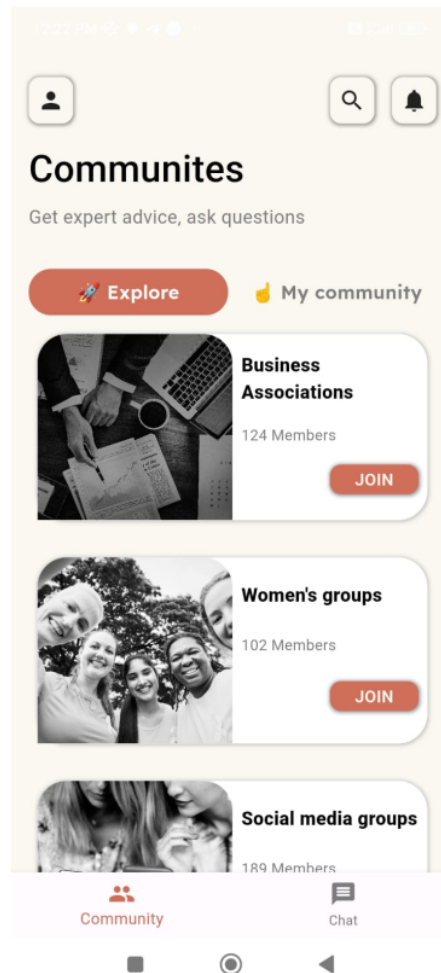 Communites
Get expert advice, ask questions
🚀 Explore
☝ My community
Business
Associations
124 Members
JOIN
Women's groups
102 Members
JOIN
Social media groups
189 Members
Community
Chat